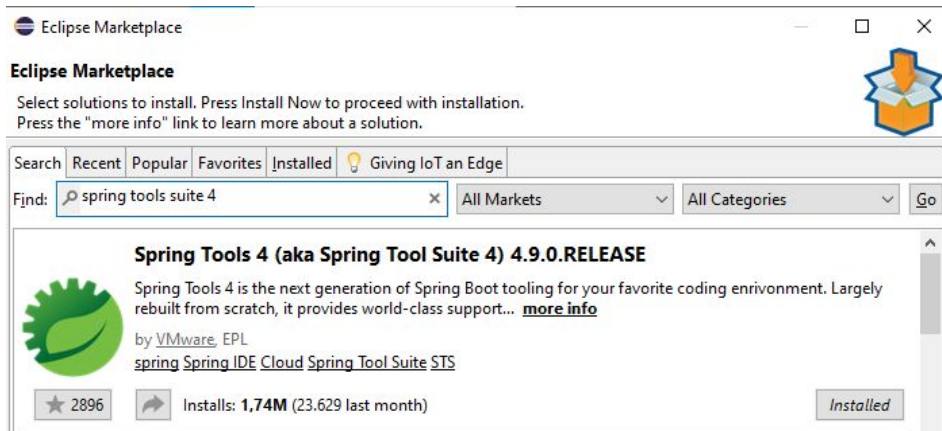 Eclipse Marketplace
Eclipse Marketplace
Select solutions to install. Press Install Now to proceed with installation.
Press the "more info" link to learn more about a solution.
Search Recent Popular Favorites Installed Giving IoT an Edge
Find: spring tools suite 4 All Markets All Categories Go
Spring Tools 4 (aka Spring Tool Suite 4) 4.9.0.RELEASE
Spring Tools 4 is the next generation of Spring Boot tooling for your favorite coding enrivonment. Largely
rebuilt from scratch, it provides world-class support... more info
by VMware, EPL
spring Spring IDE Cloud Spring Tool Suite STS
2896 Installs: 1,74M (23.629 last month) Installed